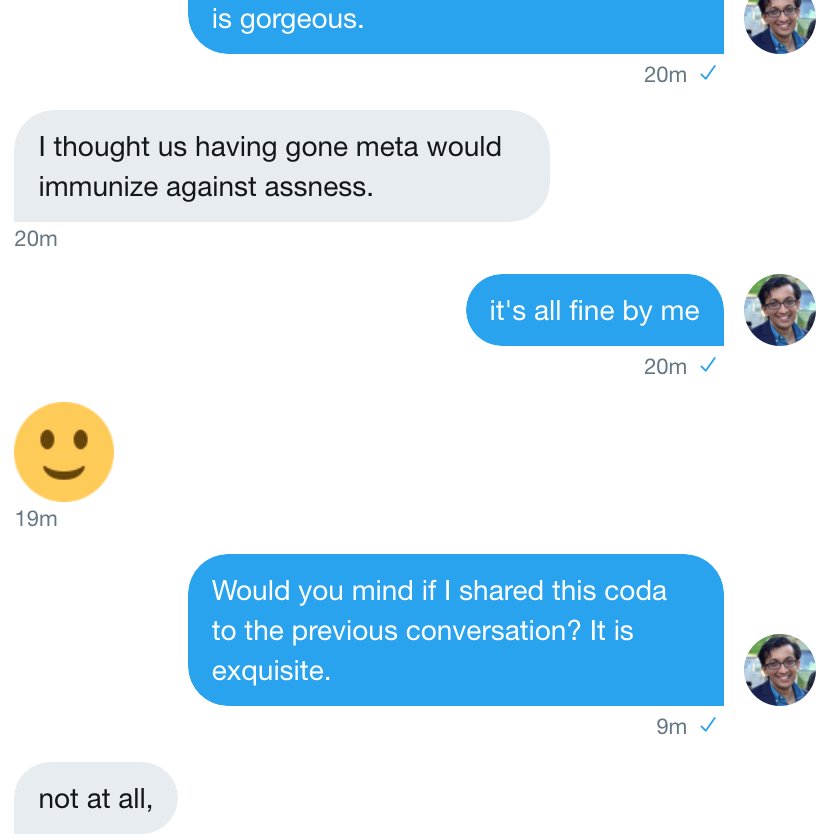 is gorgeous.
20m
I thought us having gone meta would
immunize against assness.
20m
it's all fine by me
20m
19m
Would you mind if I shared this coda
to the previous conversation? It is
exquisite.
9m
not at all,